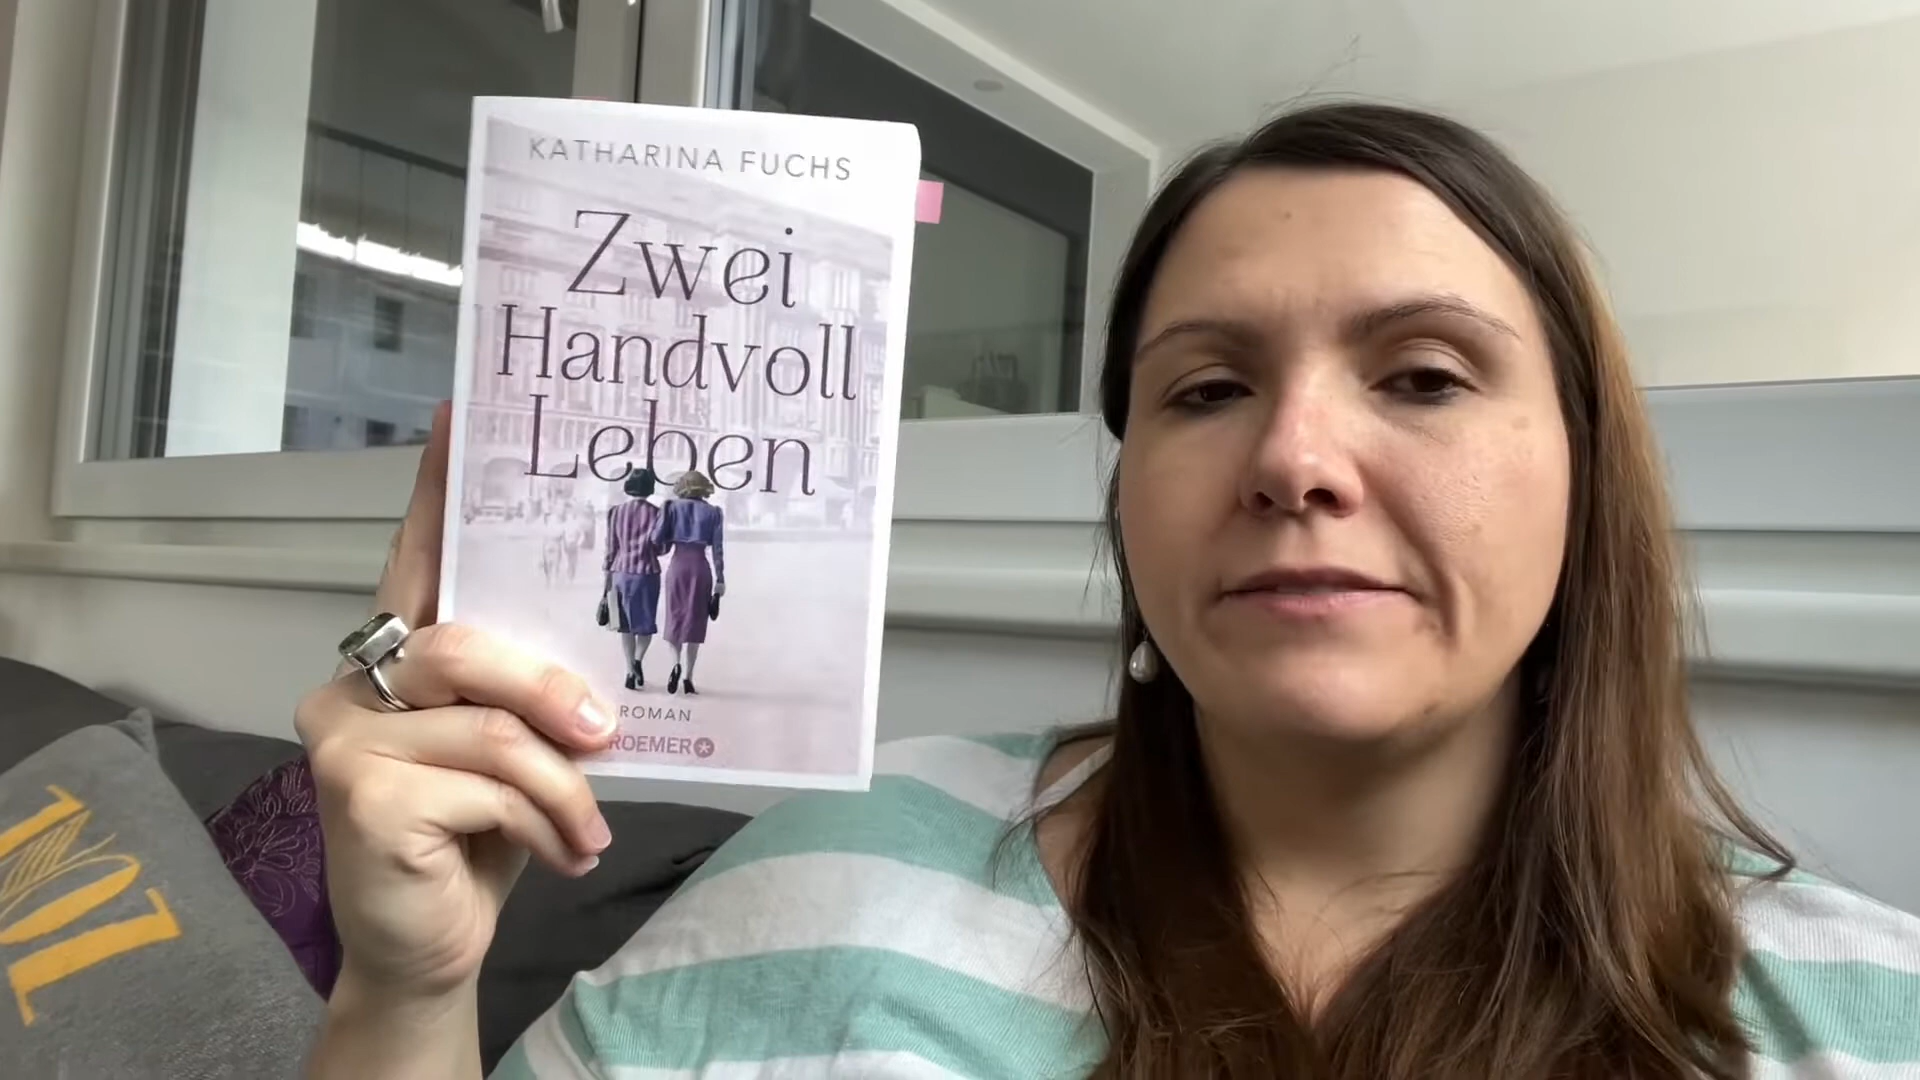 KATHARINA FUCHS
Zwei
Handvoll
Leben
ROMAN
ROEMER